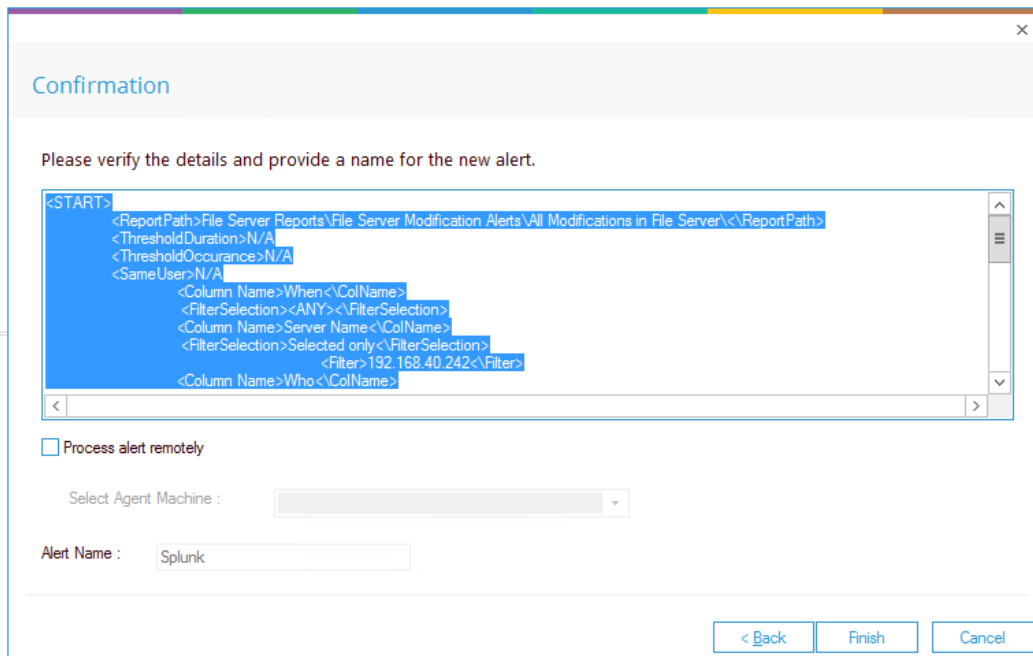 Confirmation
Please verify the details and provide a name for the new alert.
<START>
<ReportPath>File Server Reports\File Server Modification Alerts\All Modifications in File Server\<\ReportPath>
<ThresholdDuration>N/A
<ThresholdOccurance>N/A
<SameUser>N/A
<Column Name>When<\ColName>
<FilterSelection><ANY><\FilterSelection>
<Column Name>Server Name<\ColName>
<FilterSelection>Selected only<\FilterSelection>
<Filter>192.168.40.242<\Filter>
<Column Name>Who<\ColName>
Process alert remotely
Select Agent Machine :
Alert Name : Splunk
< Back Finish Cancel